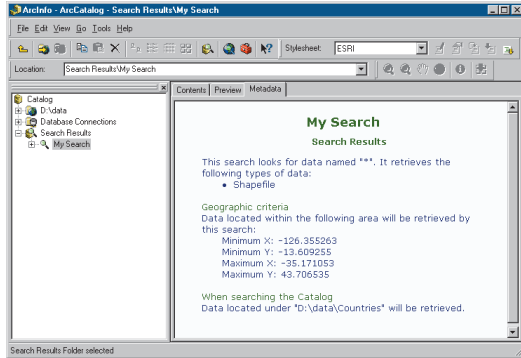 ArcInfo - ArcCatalog - Search Results\My Search
File Edit View Go Tools Help
Stylesheet: ESRI
Location: Search Results\My Search
Contents Preview Metadata
Catalog
D:\data
Database Connections
Search Results
My Search
My Search
Search Results
This search looks for data named "*". It retrieves the
following types of data:
• Shapefile
Geographic criteria
Data located within the following area will be retrieved by
this search:
Minimum X: -126.355263
Minimum Y: -13.609255
Maximum X: -35.171053
Maximum Y: 43.706535
When searching the Catalog
Data located under "D:\data\Countries" will be retrieved.
Search Results Folder selected